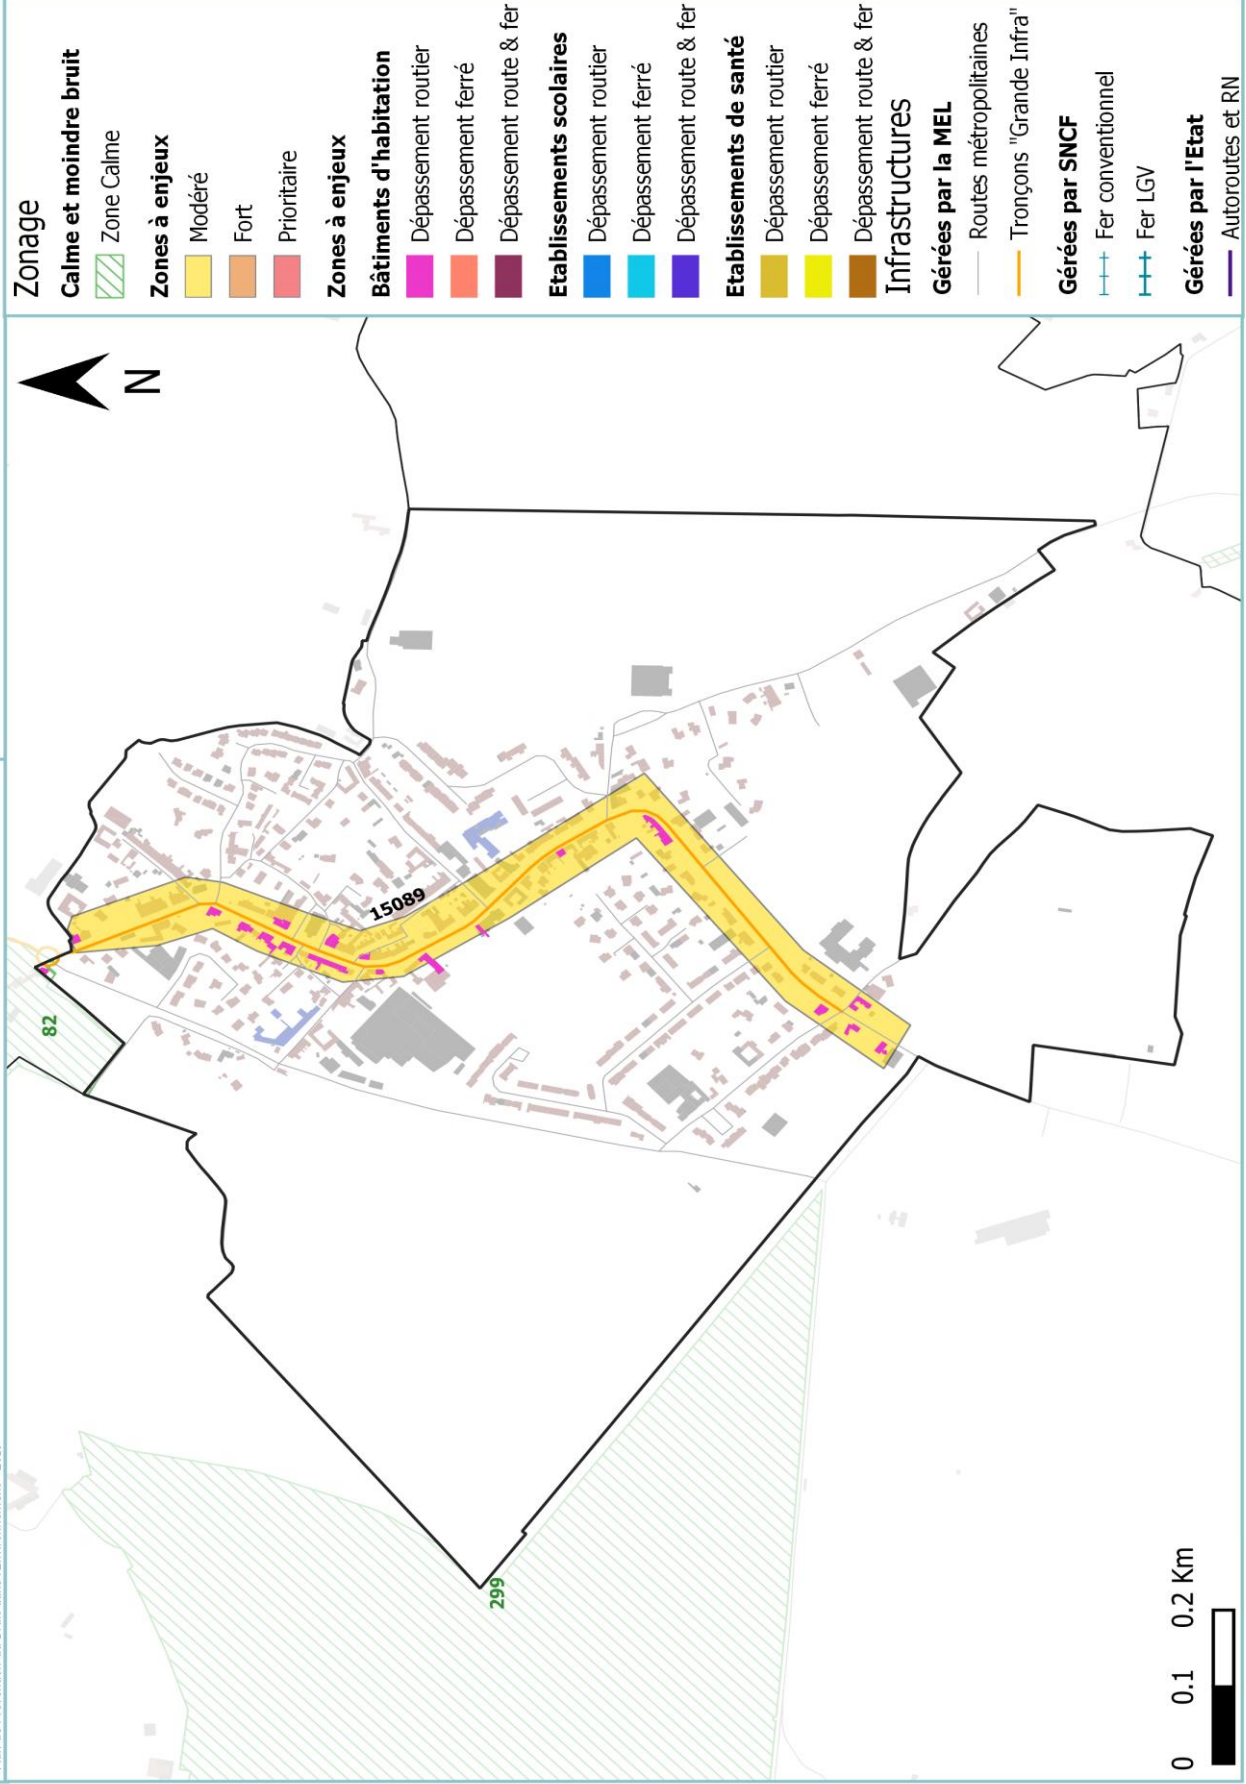 Zonage
Calme et moindre bruit
Zone Calme
Zones à enjeux
Modéré
Fort
Prioritaire
Zones à enjeux
Bâtiments d'habitation
Dépassement routier
Dépassement ferré
Dépassement route & fer
Etablissements scolaires
Dépassement routier
Dépassement ferré
Dépassement route & fer
Etablissements de santé
Dépassement routier
Dépassement ferré
Dépassement route & fer
Infrastructures
Gérées par la MEL
Routes métropolitaines
Tronçons "Grande Infra"
Gérées par SNCF
Fer conventionnel
Fer LGV
Gérées par l'Etat
Autoroutes et RN
N
82
15089
299
0 0.1 0.2 Km